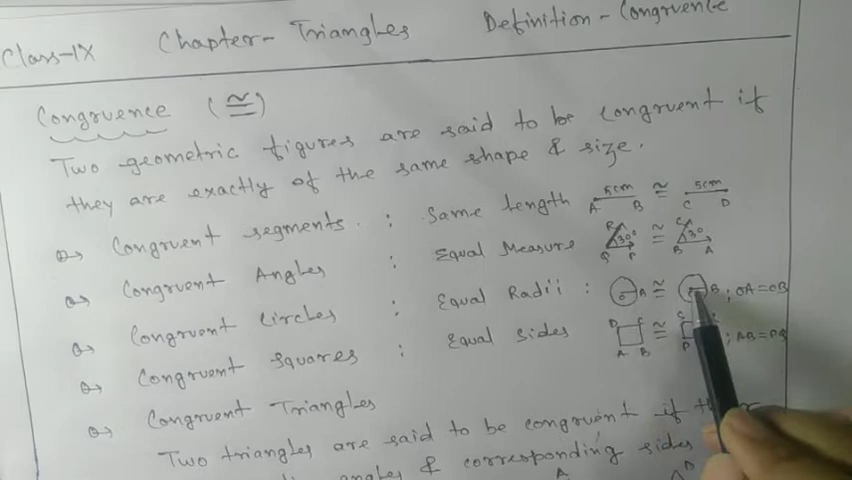 Class-IX Chapter- Triangles Definition - Congruence
Congruence (≅)
Two geometric figures are said to be congruent if
they are exactly of the same shape & size.
Congruent segments : Same length 5cm A B ≅ 5cm C D
Congruent Angles : Equal Measure R 30° Q P ≅ C 30° B A
Congruent Circles : Equal Radii : O A ≅ O B ; OA=OB
Congruent Squares : Equal Sides D C A B ≅ S P ; AB=PQ
Congruent Triangles
Two triangles are said to be congruent if
angles & corresponding sides
A D